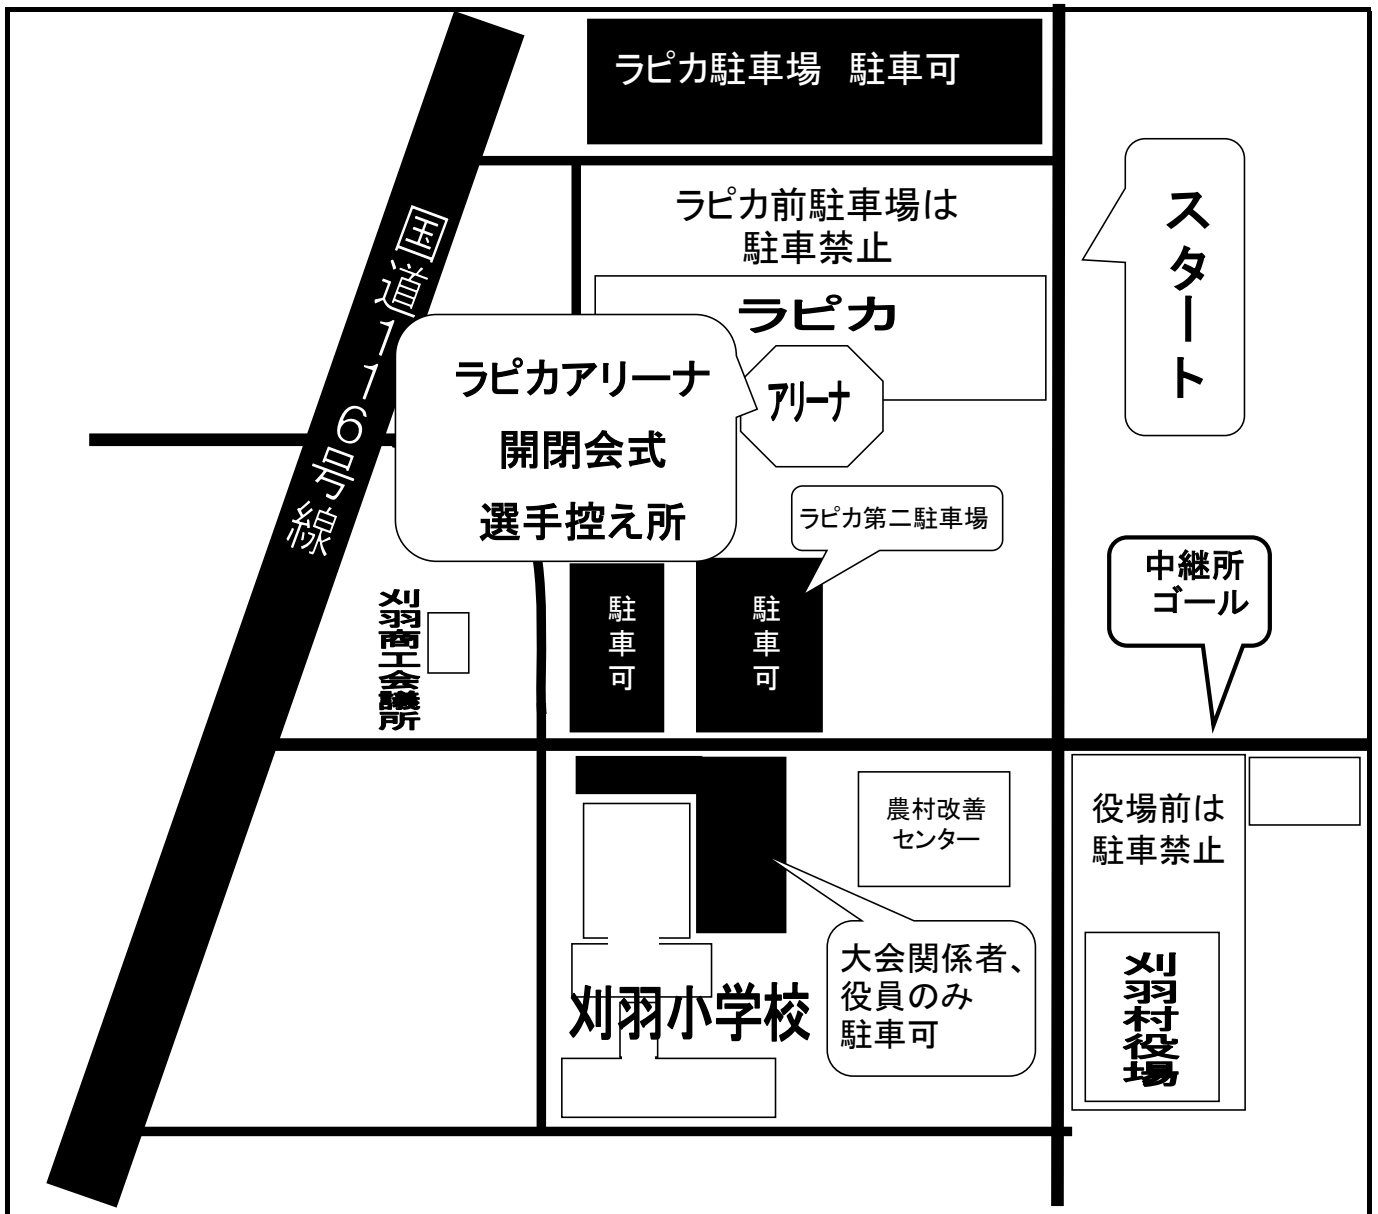 ラピカ駐車場　駐車可
ラピカ前駐車場は
駐車禁止
スタート
国道116号線
ラピカ
アリーナ
ラピカアリーナ
開閉会式
選手控え所
ラピカ第二駐車場
中継所
ゴール
刈羽商工会議所
駐車可
駐車可
農村改善
センター
役場前は
駐車禁止
大会関係者、
役員のみ
駐車可
刈羽小学校
刈羽村役場